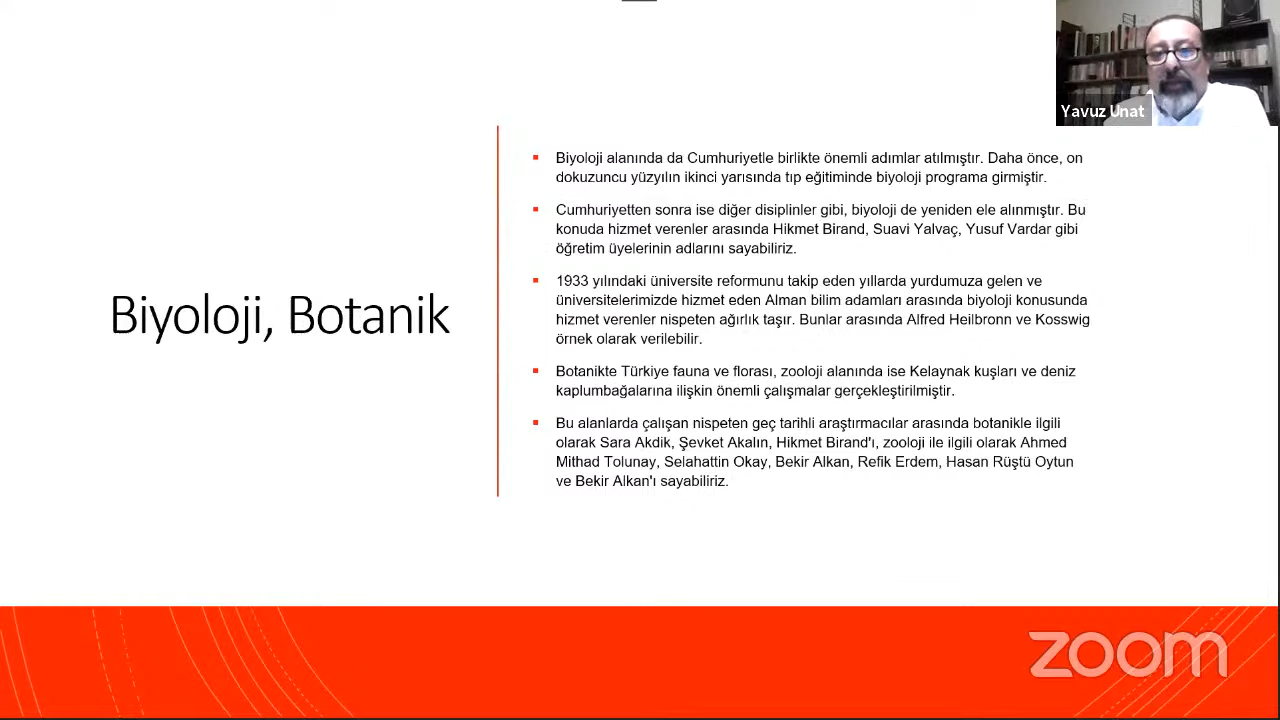 Yavuz Unat
Biyoloji, Botanik
Biyoloji alanında da Cumhuriyetle birlikte önemli adımlar atılmıştır. Daha önce, on
dokuzuncu yüzyılın ikinci yarısında tıp eğitiminde biyoloji programa girmiştir.
Cumhuriyetten sonra ise diğer disiplinler gibi, biyoloji de yeniden ele alınmıştır. Bu
konuda hizmet verenler arasında Hikmet Birand, Suavi Yalvaç, Yusuf Vardar gibi
öğretim üyelerinin adlarını sayabiliriz.
1933 yılındaki üniversite reformunu takip eden yıllarda yurdumuza gelen ve
üniversitelerimizde hizmet eden Alman bilim adamları arasında biyoloji konusunda
hizmet verenler nispeten ağırlık taşır. Bunlar arasında Alfred Heilbronn ve Kosswig
örnek olarak verilebilir.
Botanikte Türkiye fauna ve florası, zooloji alanında ise Kelaynak kuşları ve deniz
kaplumbağalarına ilişkin önemli çalışmalar gerçekleştirilmiştir.
Bu alanlarda çalışan nispeten geç tarihli araştırmacılar arasında botanikle ilgili
olarak Sara Akdik, Şevket Akalın, Hikmet Birand'ı, zooloji ile ilgili olarak Ahmed
Mithad Tolunay, Selahattin Okay, Bekir Alkan, Refik Erdem, Hasan Rüştü Oytun
ve Bekir Alkan'ı sayabiliriz.
zoom